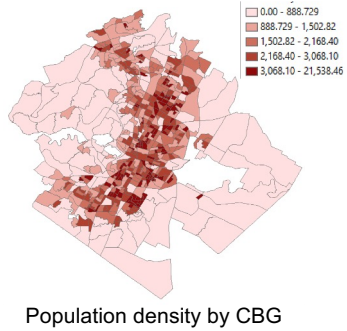 0.00 - 888.729
888.729 - 1,502.82
1,502.82 - 2,168.40
2,168.40 - 3,068.10
3,068.10 - 21,538.46
Population density by CBG